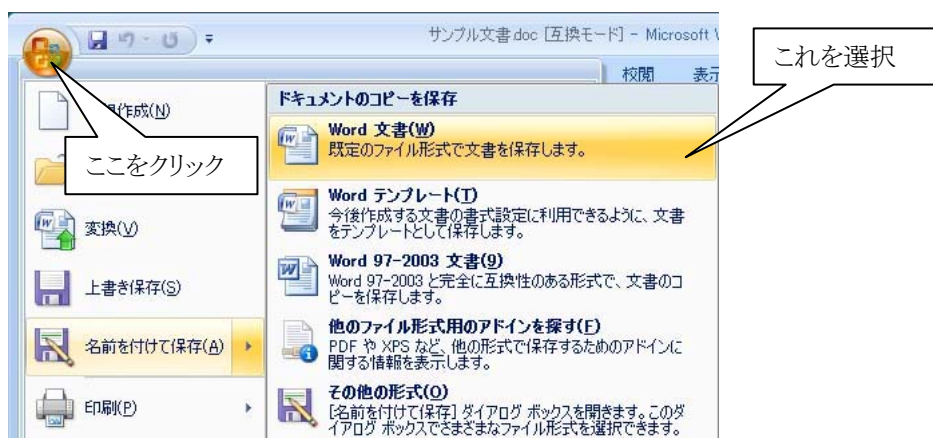 サンプル文書.doc [互換モード] - Microsoft
校閲 表示
これを選択
ドキュメントのコピーを保存
作成(N)
Word 文書(W)
既定のファイル形式で文書を保存します。
ここをクリック
Word テンプレート(T)
今後作成する文書の書式設定に利用できるように、文書
をテンプレートとして保存します。
変換(V)
Word 97-2003 文書(9)
Word 97-2003 と完全に互換性のある形式で、文書のコ
ピーを保存します。
上書き保存(S)
他のファイル形式用のアドインを探す(F)
PDF や XPS など、他の形式で保存するためのアドインに
関する情報を表示します。
名前を付けて保存(A)
その他の形式(O)
[名前を付けて保存] ダイアログ ボックスを開きます。このダ
イアログ ボックスでさまざまなファイル形式を選択できます。
印刷(P)